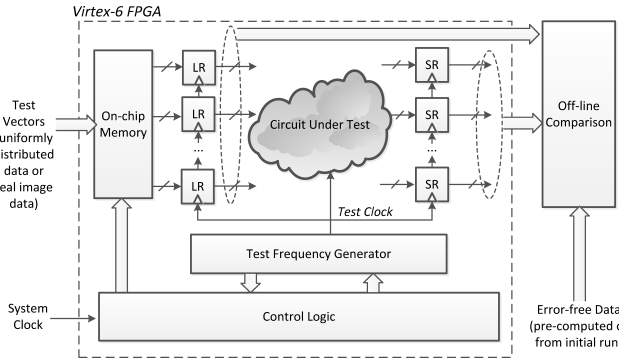 Virtex-6 FPGA
Test
Vectors
uniformly
distributed
data or
eal image
data)
On-chip
Memory
LR
LR
...
LR
Circuit Under Test
SR
SR
...
SR
Off-line
Comparison
Test Clock
Test Frequency Generator
Control Logic
System
Clock
Error-free Data
(pre-computed o
from initial run